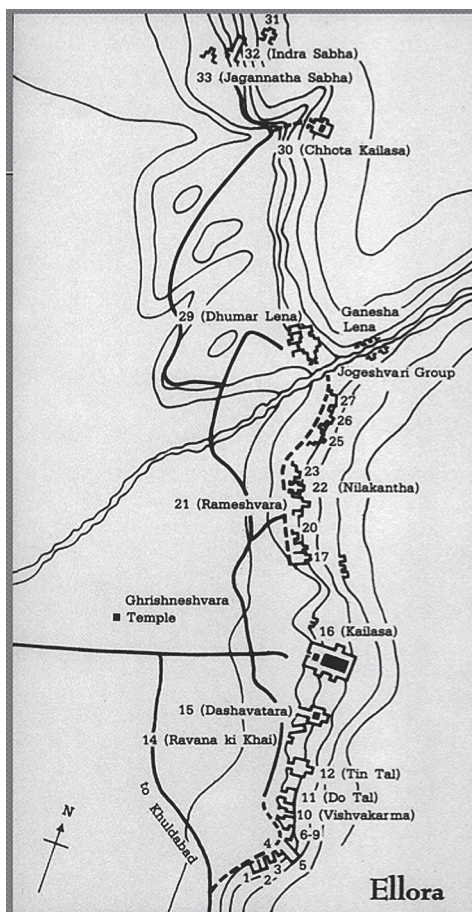 31
32 (Indra Sabha)
33 (Jagannatha Sabha)
30 (Chhota Kailasa)
29 (Dhumar Lena)
Ganesha
Lena
Jogeshvari Group
27
26
25
23
22 (Nilakantha)
21 (Rameshvara)
20
17
Ghrishneshvara
Temple
16 (Kailasa)
15 (Dashavatara)
14 (Ravana ki Khai)
12 (Tin Tal)
11 (Do Tal)
10 (Vishvakarma)
6-9
to Khuldabad
N
4
1
2
3
5
Ellora